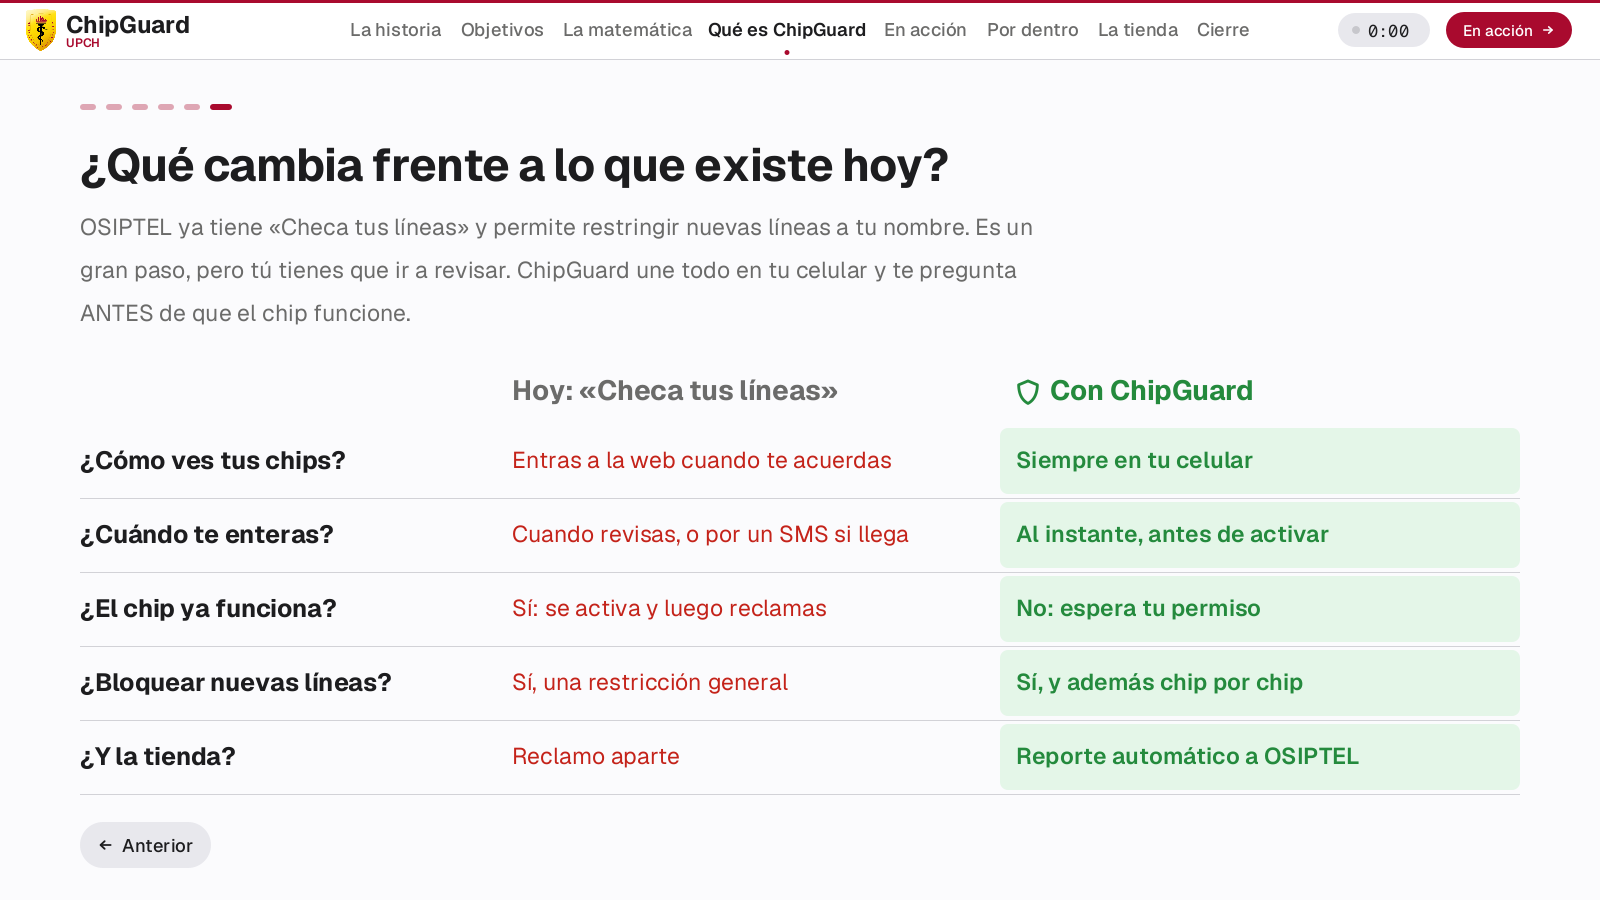 ChipGuard
UPCH
La historia
Objetivos
La matemática
Qué es ChipGuard
En acción
Por dentro
La tienda
Cierre
0:00
En acción →
¿Qué cambia frente a lo que existe hoy?
OSIPTEL ya tiene «Checa tus líneas» y permite restringir nuevas líneas a tu nombre. Es un
gran paso, pero tú tienes que ir a revisar. ChipGuard une todo en tu celular y te pregunta
ANTES de que el chip funcione.
Hoy: «Checa tus líneas»
Con ChipGuard
¿Cómo ves tus chips?
Entras a la web cuando te acuerdas
Siempre en tu celular
¿Cuándo te enteras?
Cuando revisas, o por un SMS si llega
Al instante, antes de activar
¿El chip ya funciona?
Sí: se activa y luego reclamas
No: espera tu permiso
¿Bloquear nuevas líneas?
Sí, una restricción general
Sí, y además chip por chip
¿Y la tienda?
Reclamo aparte
Reporte automático a OSIPTEL
← Anterior